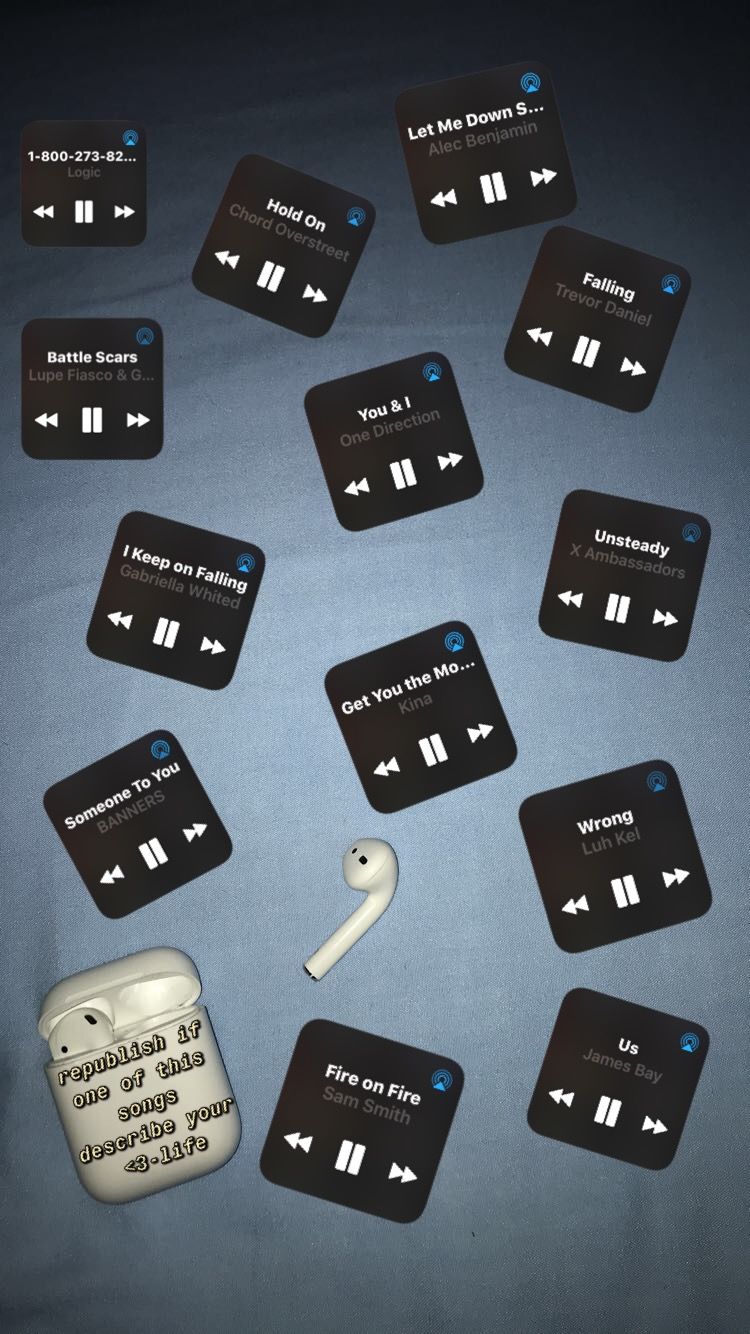 1-800-273-82...
Logic
Hold On
Chord Overstreet
Let Me Down S...
Alec Benjamin
Falling
Trevor Daniel
Battle Scars
Lupe Fiasco & G...
You & I
One Direction
I Keep on Falling
Gabriella Whited
Unsteady
X Ambassadors
Get You the Mo...
Kina
Someone To You
BANNERS
Wrong
Luh Kel
republish if
one of this
songs
describe your
<3-life
Fire on Fire
Sam Smith
Us
James Bay